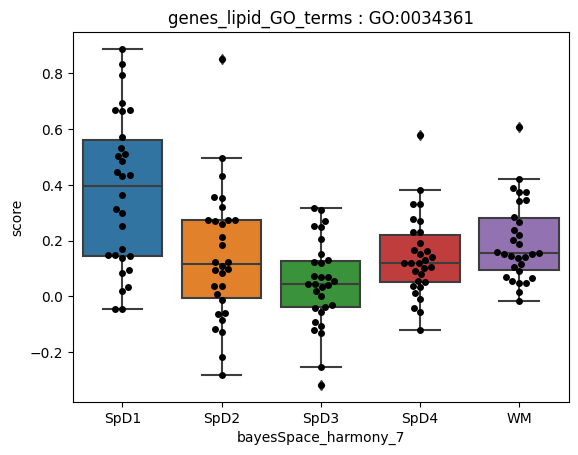 genes_lipid_GO_terms : GO:0034361
0.8
0.6
0.4
0.2
0.0
−0.2
score
SpD1 SpD2 SpD3 SpD4 WM
bayesSpace_harmony_7